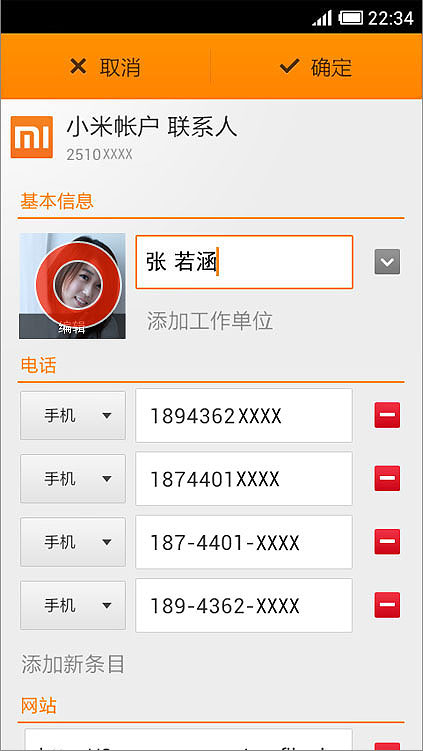 22:34
取消
确定
小米帐户 联系人
2510XXXX
基本信息
张 若涵
编辑
添加工作单位
电话
手机 1894362XXXX
手机 1874401XXXX
手机 187-4401-XXXX
手机 189-4362-XXXX
添加新条目
网站